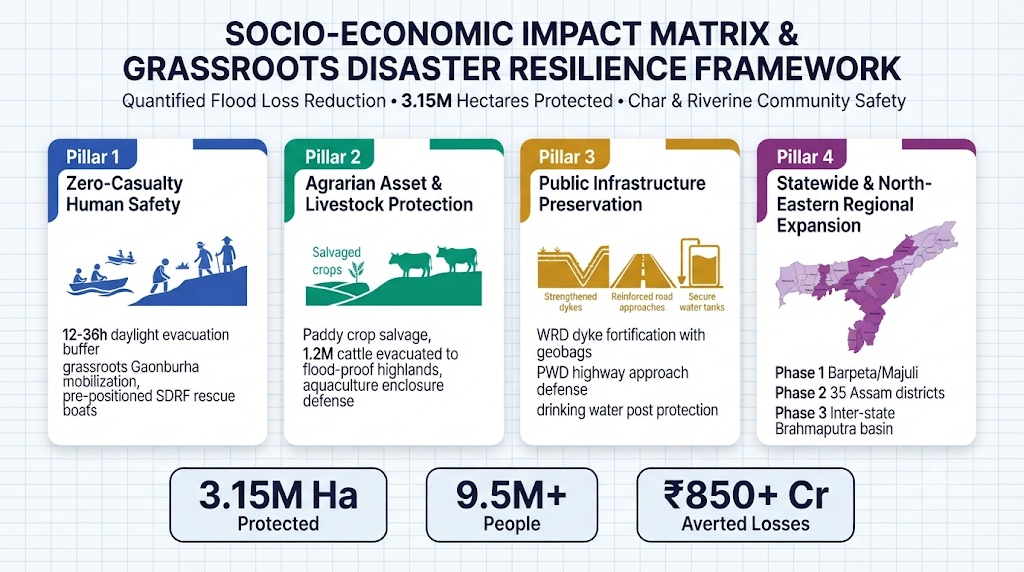 SOCIO-ECONOMIC IMPACT MATRIX &
GRASSROOTS DISASTER RESILIENCE FRAMEWORK
Quantified Flood Loss Reduction • 3.15M Hectares Protected • Char & Riverine Community Safety
Pillar 1
Zero-Casualty
Human Safety
12-36h daylight evacuation
buffer
grassroots Gaonburha
mobilization,
pre-positioned SDRF rescue
boats
Pillar 2
Agrarian Asset &
Livestock Protection
Salvaged
crops
Paddy crop salvage,
1.2M cattle evacuated to
flood-proof highlands,
aquaculture enclosure
defense
Pillar 3
Public Infrastructure
Preservation
Strengthened
dykes
Reinforced road
approaches
Secure
water tanks
WRD dyke fortification with
geobags
PWD highway approach
defense
drinking water post protection
Pillar 4
Statewide & North-
Eastern Regional
Expansion
Phase 1 Barpeta/Majuli
Phase 2 35 Assam districts
Phase 3 Inter-state
Brahmaputra basin
3.15M Ha
Protected
9.5M+
People
₹850+ Cr
Averted Losses